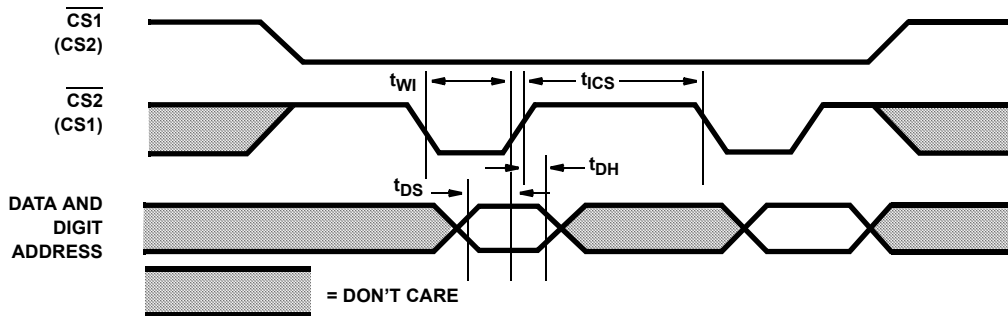 CS1
(CS2)
tWI
tICS
CS2
(CS1)
tDH
tDS
DATA AND
DIGIT
ADDRESS
= DON'T CARE